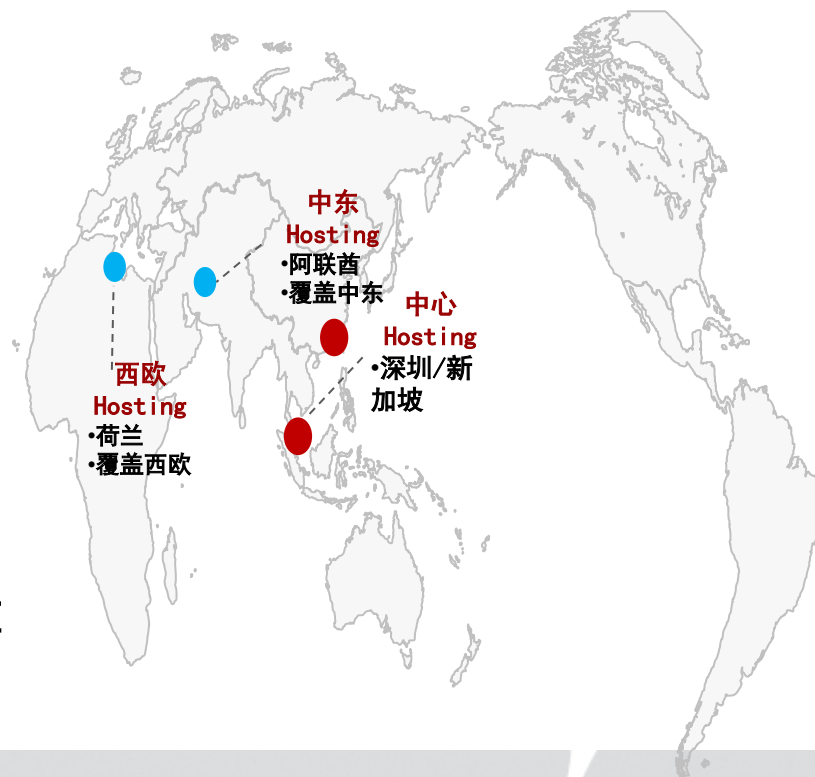 中东
Hosting
•阿联酋
•覆盖中东
中心
Hosting
•深圳/新
加坡
西欧
Hosting
•荷兰
•覆盖西欧